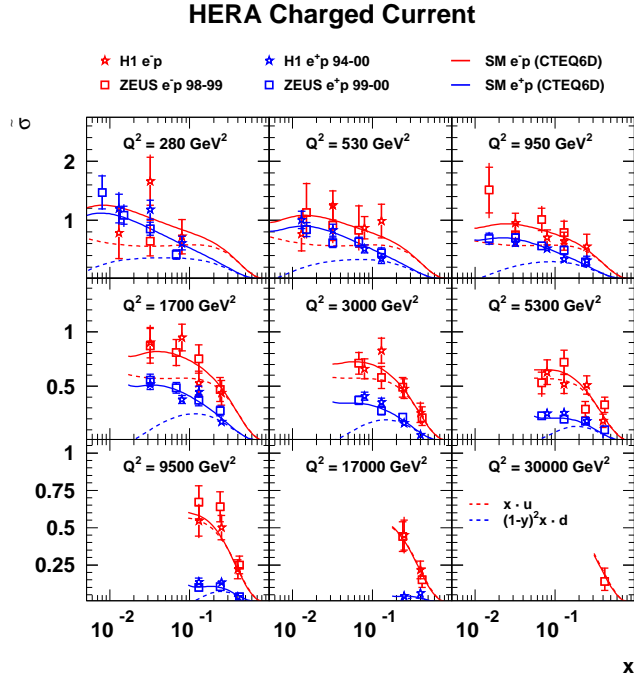 HERA Charged Current
H1 e⁻p
H1 e⁺p 94-00
SM e⁻p (CTEQ6D)
ZEUS e⁻p 98-99
ZEUS e⁺p 99-00
SM e⁺p (CTEQ6D)
σ̃
Q² = 280 GeV²
Q² = 530 GeV²
Q² = 950 GeV²
2
1
Q² = 1700 GeV²
Q² = 3000 GeV²
Q² = 5300 GeV²
1
0.5
Q² = 9500 GeV²
Q² = 17000 GeV²
Q² = 30000 GeV²
1
0.75
0.5
0.25
x · u
(1-y)²x · d
10⁻² 10⁻¹ 10⁻² 10⁻¹ 10⁻² 10⁻¹
x